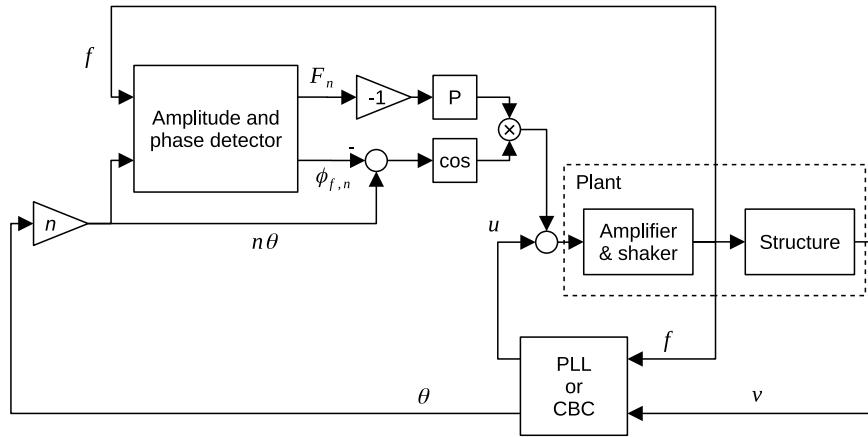 f
Amplitude and
phase detector
F_n
-1
P
×
-
ϕ_{f,n}
cos
n
nθ
Plant
u
Amplifier
& shaker
Structure
PLL
or
CBC
f
θ
v